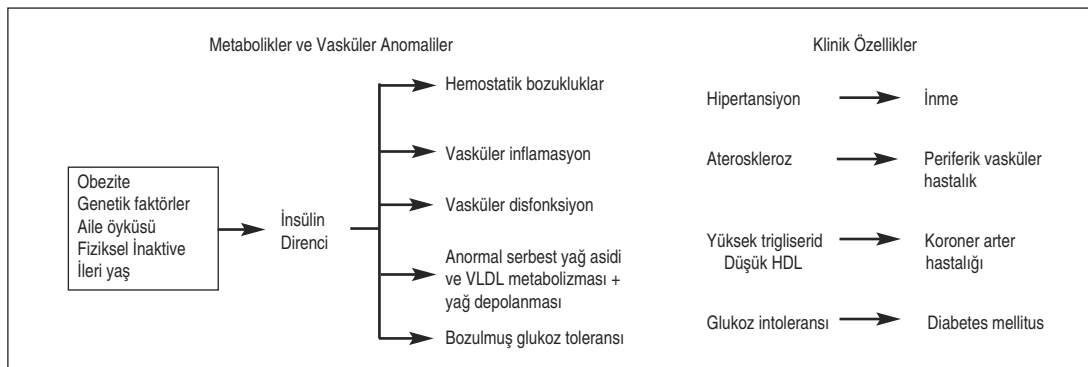 Metabolikler ve Vasküler Anomaliler
Obezite
Genetik faktörler
Aile öyküsü
Fiziksel İnaktive
İleri yaş
İnsülin
Direnci
Hemostatik bozukluklar
Vasküler inflamasyon
Vasküler disfonksiyon
Anormal serbest yağ asidi
ve VLDL metabolizması +
yağ depolanması
Bozulmuş glukoz toleransı
Klinik Özellikler
Hipertansiyon
İnme
Ateroskleroz
Periferik vasküler
hastalık
Yüksek trigliserid
Düşük HDL
Koroner arter
hastalığı
Glukoz intoleransı
Diabetes mellitus